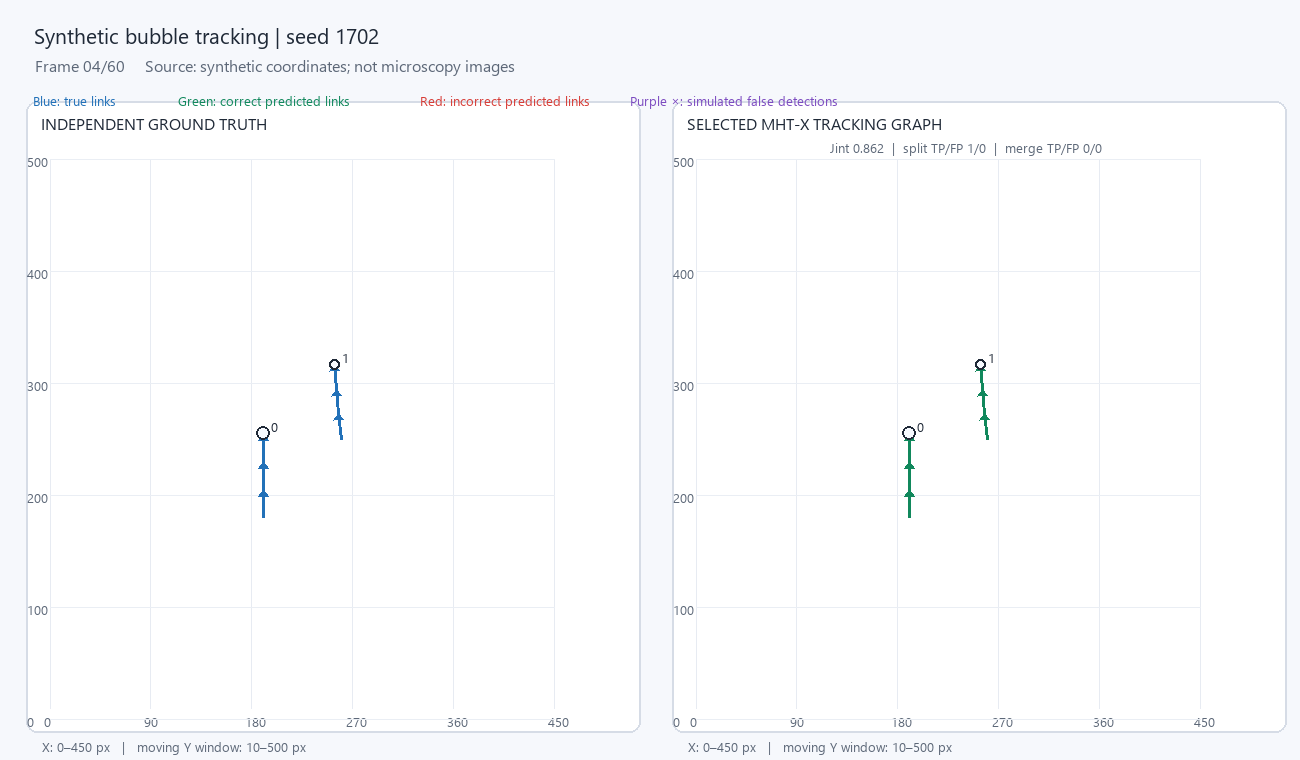 Synthetic bubble tracking | seed 1702
Frame 04/60 Source: synthetic coordinates; not microscopy images
Blue: true links Green: correct predicted links Red: incorrect predicted links Purple ×: simulated false detections
INDEPENDENT GROUND TRUTH
500
400
300
200
100
0 0 90 180 270 360 450
1
0
X: 0–450 px | moving Y window: 10–500 px
SELECTED MHT-X TRACKING GRAPH
Jint 0.862 | split TP/FP 1/0 | merge TP/FP 0/0
500
400
300
200
100
0 0 90 180 270 360 450
1
0
X: 0–450 px | moving Y window: 10–500 px